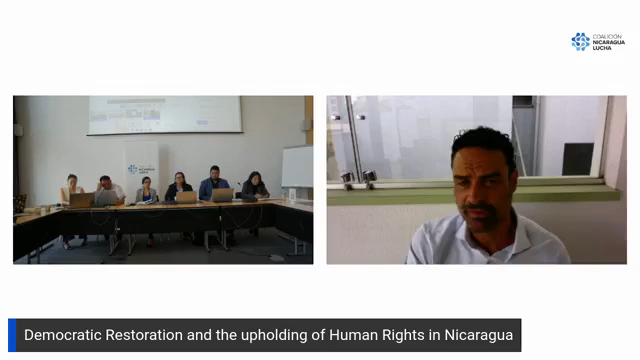 COALICIÓN
NICARAGUA
LUCHA
Democratic Restoration and the upholding of Human Rights in Nicaragua